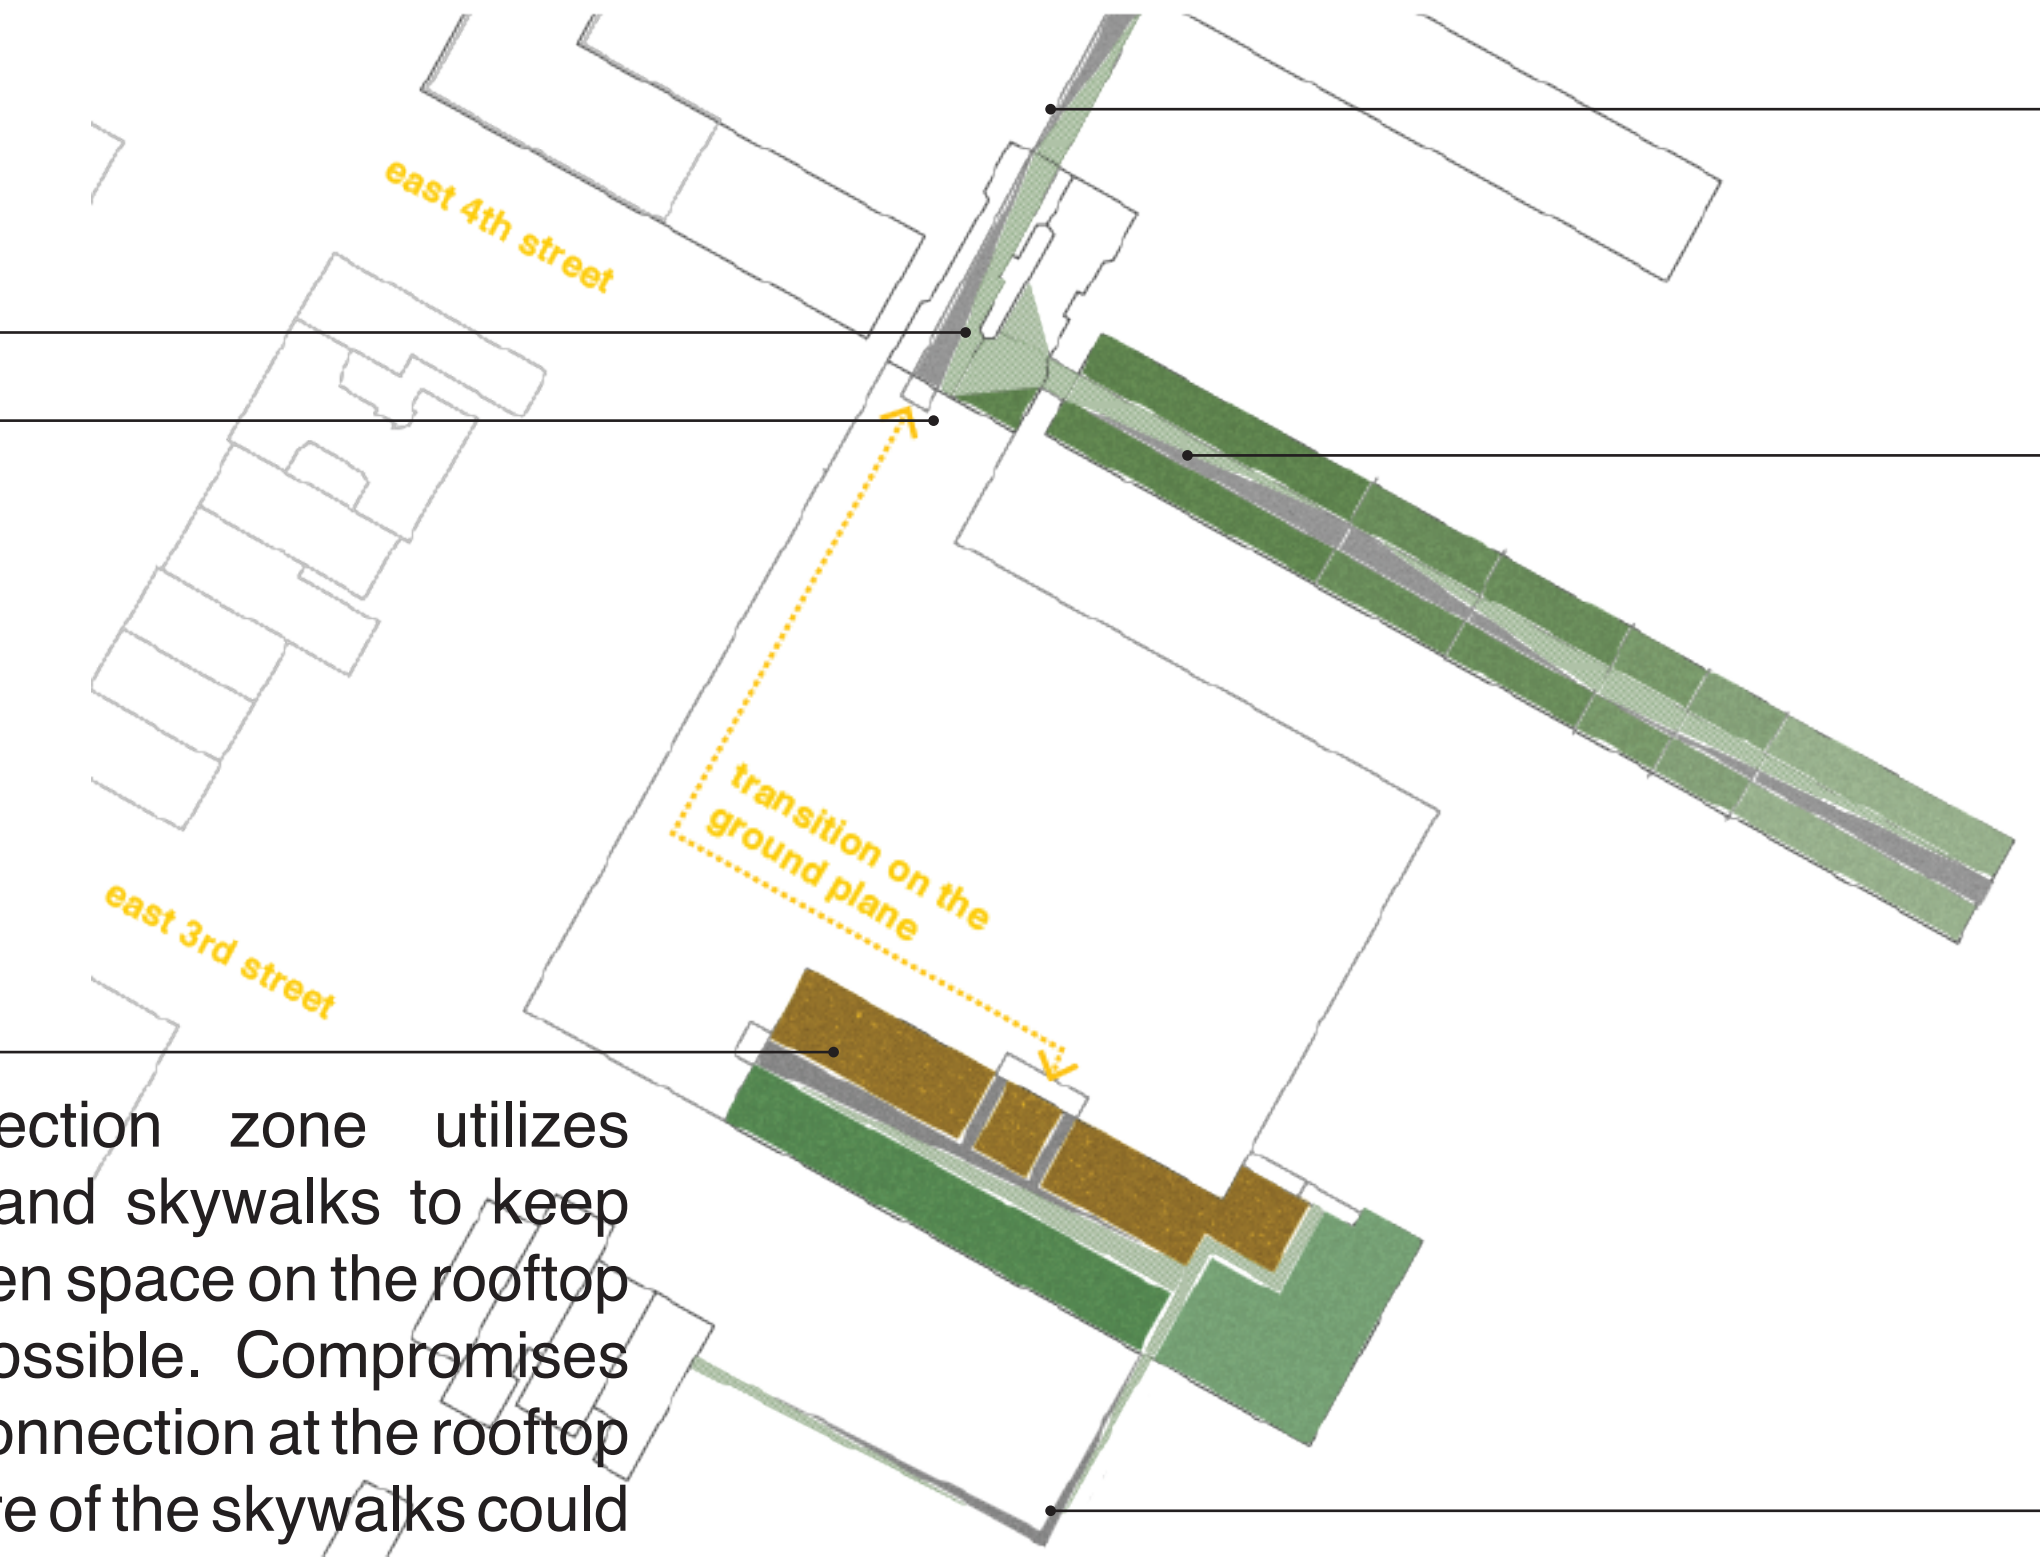 east 4th street
transition on the
ground plane
east 3rd street
ection zone utilizes
and skywalks to keep
en space on the rooftop
ossible. Compromises
onnection at the rooftop
re of the skywalks could